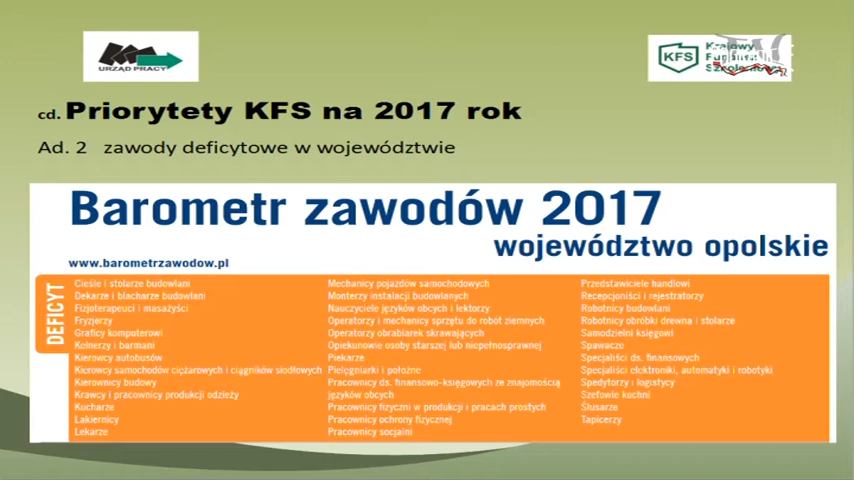 URZĄD PRACY
KFS
Krajowy
cd. Priorytety KFS na 2017 rok
Ad. 2 zawody deficytowe w województwie
Barometr zawodów 2017
województwo opolskie
www.barometrzawodow.pl
DEFICYT
Cieśle i stolarze budowlani
Dekarze i blacharze budowlani
Fizjoterapeuci i masażyści
Fryzjerzy
Graficy komputerowi
Kelnerzy i barmani
Kierowcy autobusów
Kierowcy samochodów ciężarowych i ciągników siodłowych
Kierownicy budowy
Krawcy i pracownicy produkcji odzieży
Kucharze
Lakiernicy
Lekarze
Mechanicy pojazdów samochodowych
Monterzy instalacji budowlanych
Nauczyciele języków obcych i lektorzy
Operatorzy i mechanicy sprzętu do robót ziemnych
Operatorzy obrabiarek skrawających
Opiekunowie osoby starszej lub niepełnosprawnej
Piekarze
Pielęgniarki i położne
Pracownicy ds. finansowo-księgowych ze znajomością
języków obcych
Pracownicy fizyczni w produkcji i pracach prostych
Pracownicy ochrony fizycznej
Pracownicy socjalni
Przedstawiciele handlowi
Recepcjoniści i rejestratorzy
Robotnicy budowlani
Robotnicy obróbki drewna i stolarze
Samodzielni księgowi
Spawacze
Specjaliści ds. finansowych
Specjaliści elektroniki, automatyki i robotyki
Spedytorzy i logistycy
Szefowie kuchni
Ślusarze
Tapicerzy